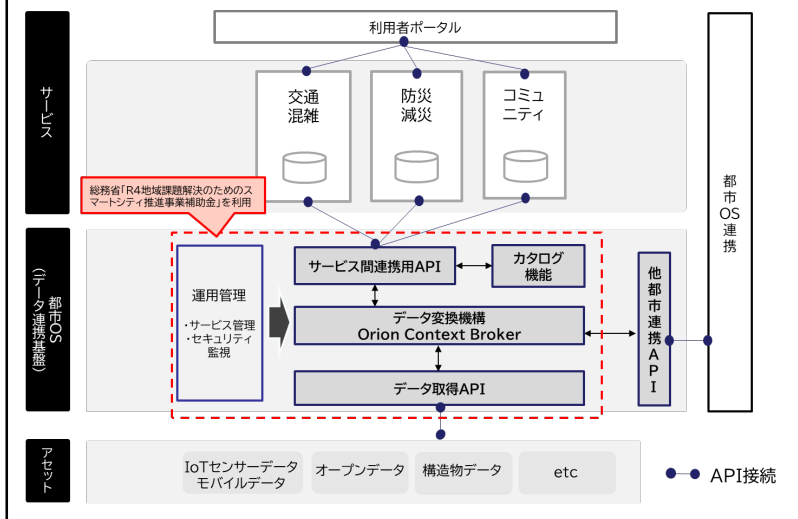 利用者ポータル
サービス
交通
混雑
防災
減災
コミュ
ニティ
総務省「R4地域課題解決のためのス
マートシティ推進事業補助金」を利用
都市OS連携
都市OS
(データ連携基盤)
運用管理
・サービス管理
・セキュリティ
監視
サービス間連携用API
カタログ
機能
データ変換機構
Orion Context Broker
データ取得API
他都市連携API
アセット
IoTセンサーデータ
モバイルデータ
オープンデータ
構造物データ
etc
API接続